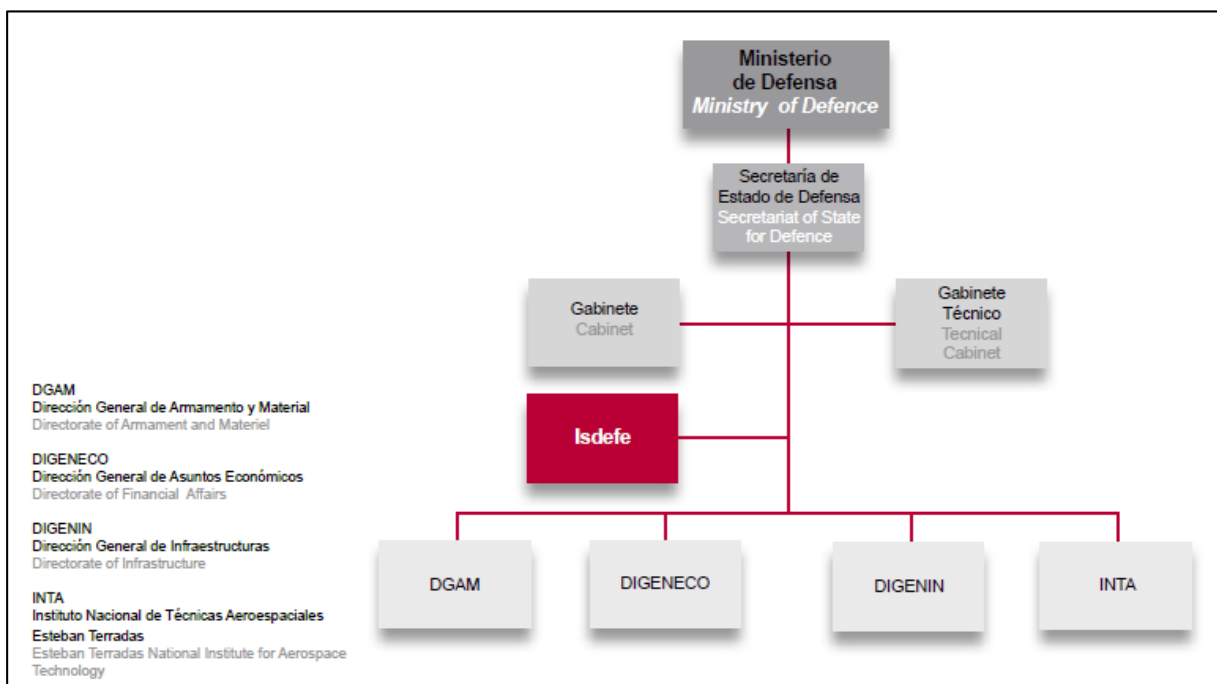 Ministerio
de Defensa
Ministry of Defence
Secretaría de
Estado de Defensa
Secretariat of State
for Defence
Gabinete
Cabinet
Gabinete
Técnico
Tecnical
Cabinet
Isdefe
DGAM
Dirección General de Armamento y Material
Directorate of Armament and Materiel
DIGENECO
Dirección General de Asuntos Económicos
Directorate of Financial Affairs
DIGENIN
Dirección General de Infraestructuras
Directorate of Infrastructure
INTA
Instituto Nacional de Técnicas Aeroespaciales
Esteban Terradas
Esteban Terradas National Institute for Aerospace
Technology
DGAM
DIGENECO
DIGENIN
INTA